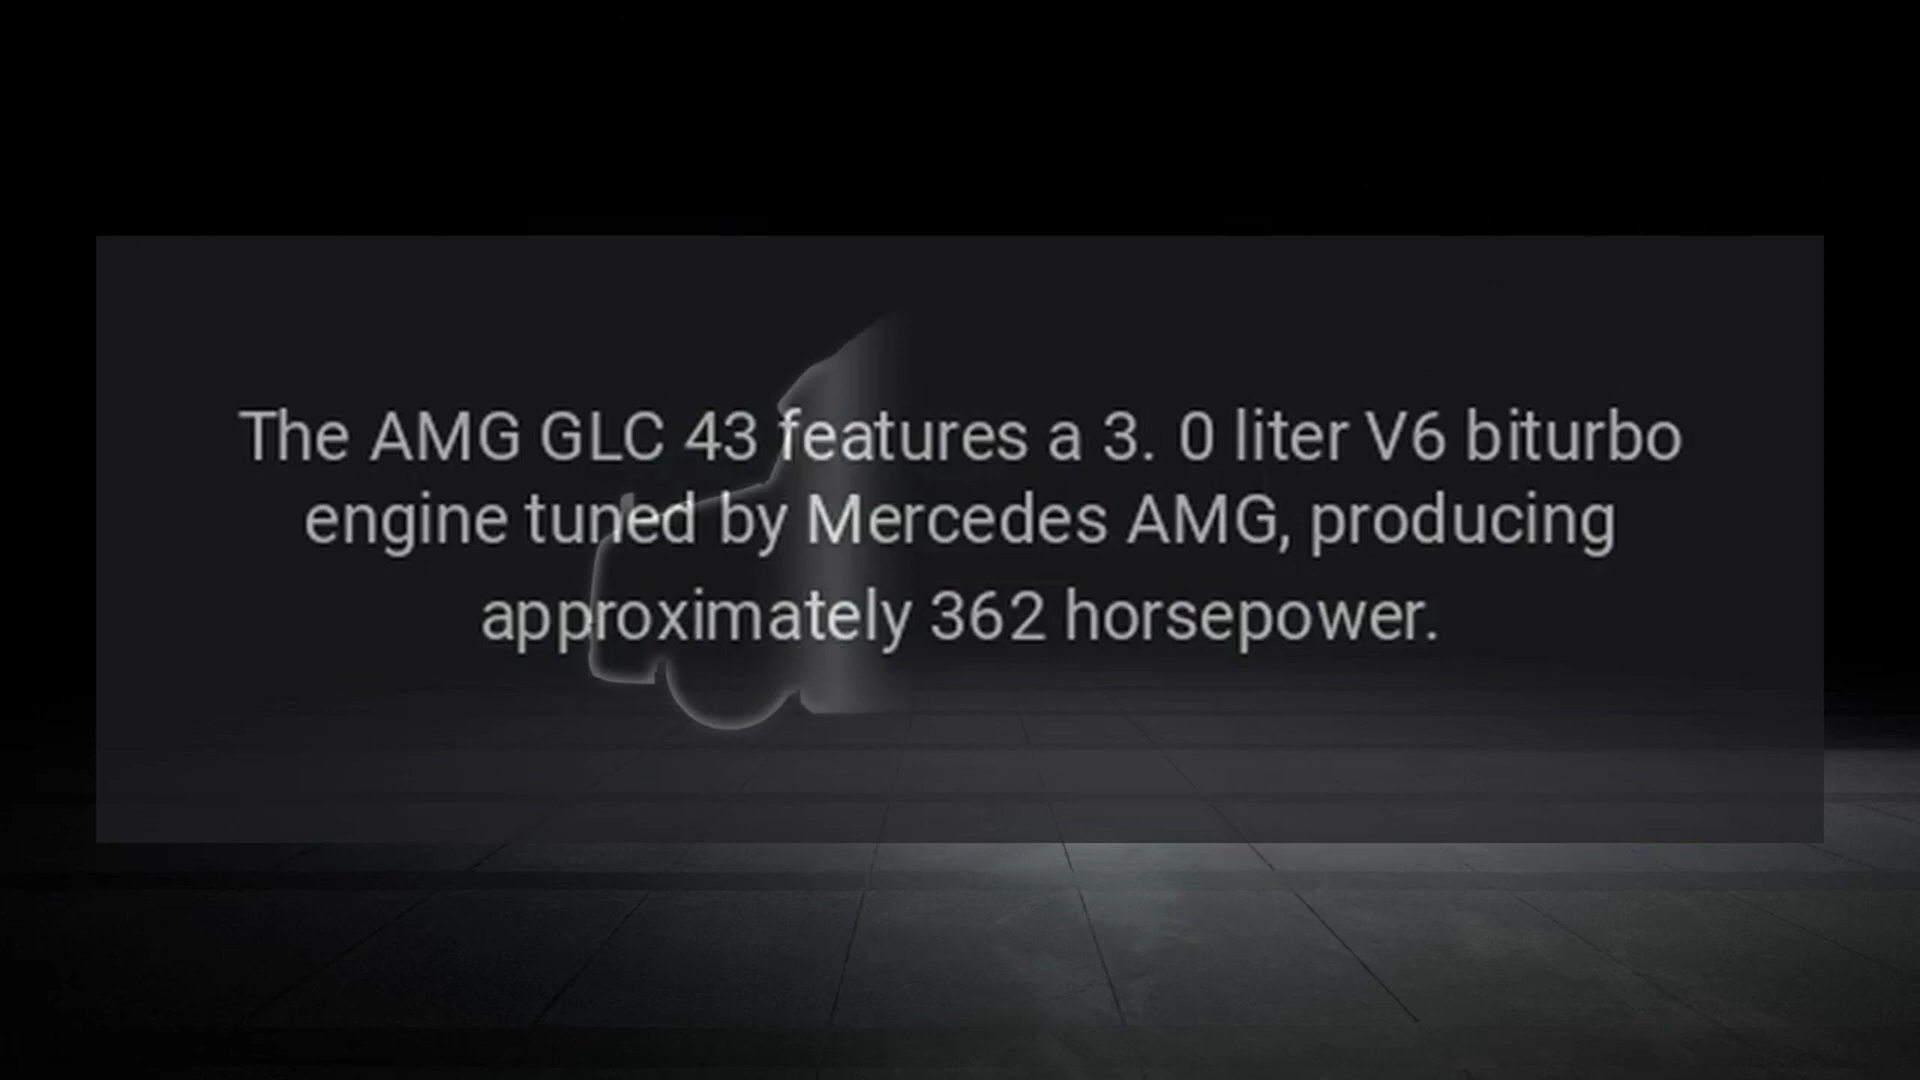 The AMG GLC 43 features a 3. 0 liter V6 biturbo
engine tuned by Mercedes AMG, producing
approximately 362 horsepower.